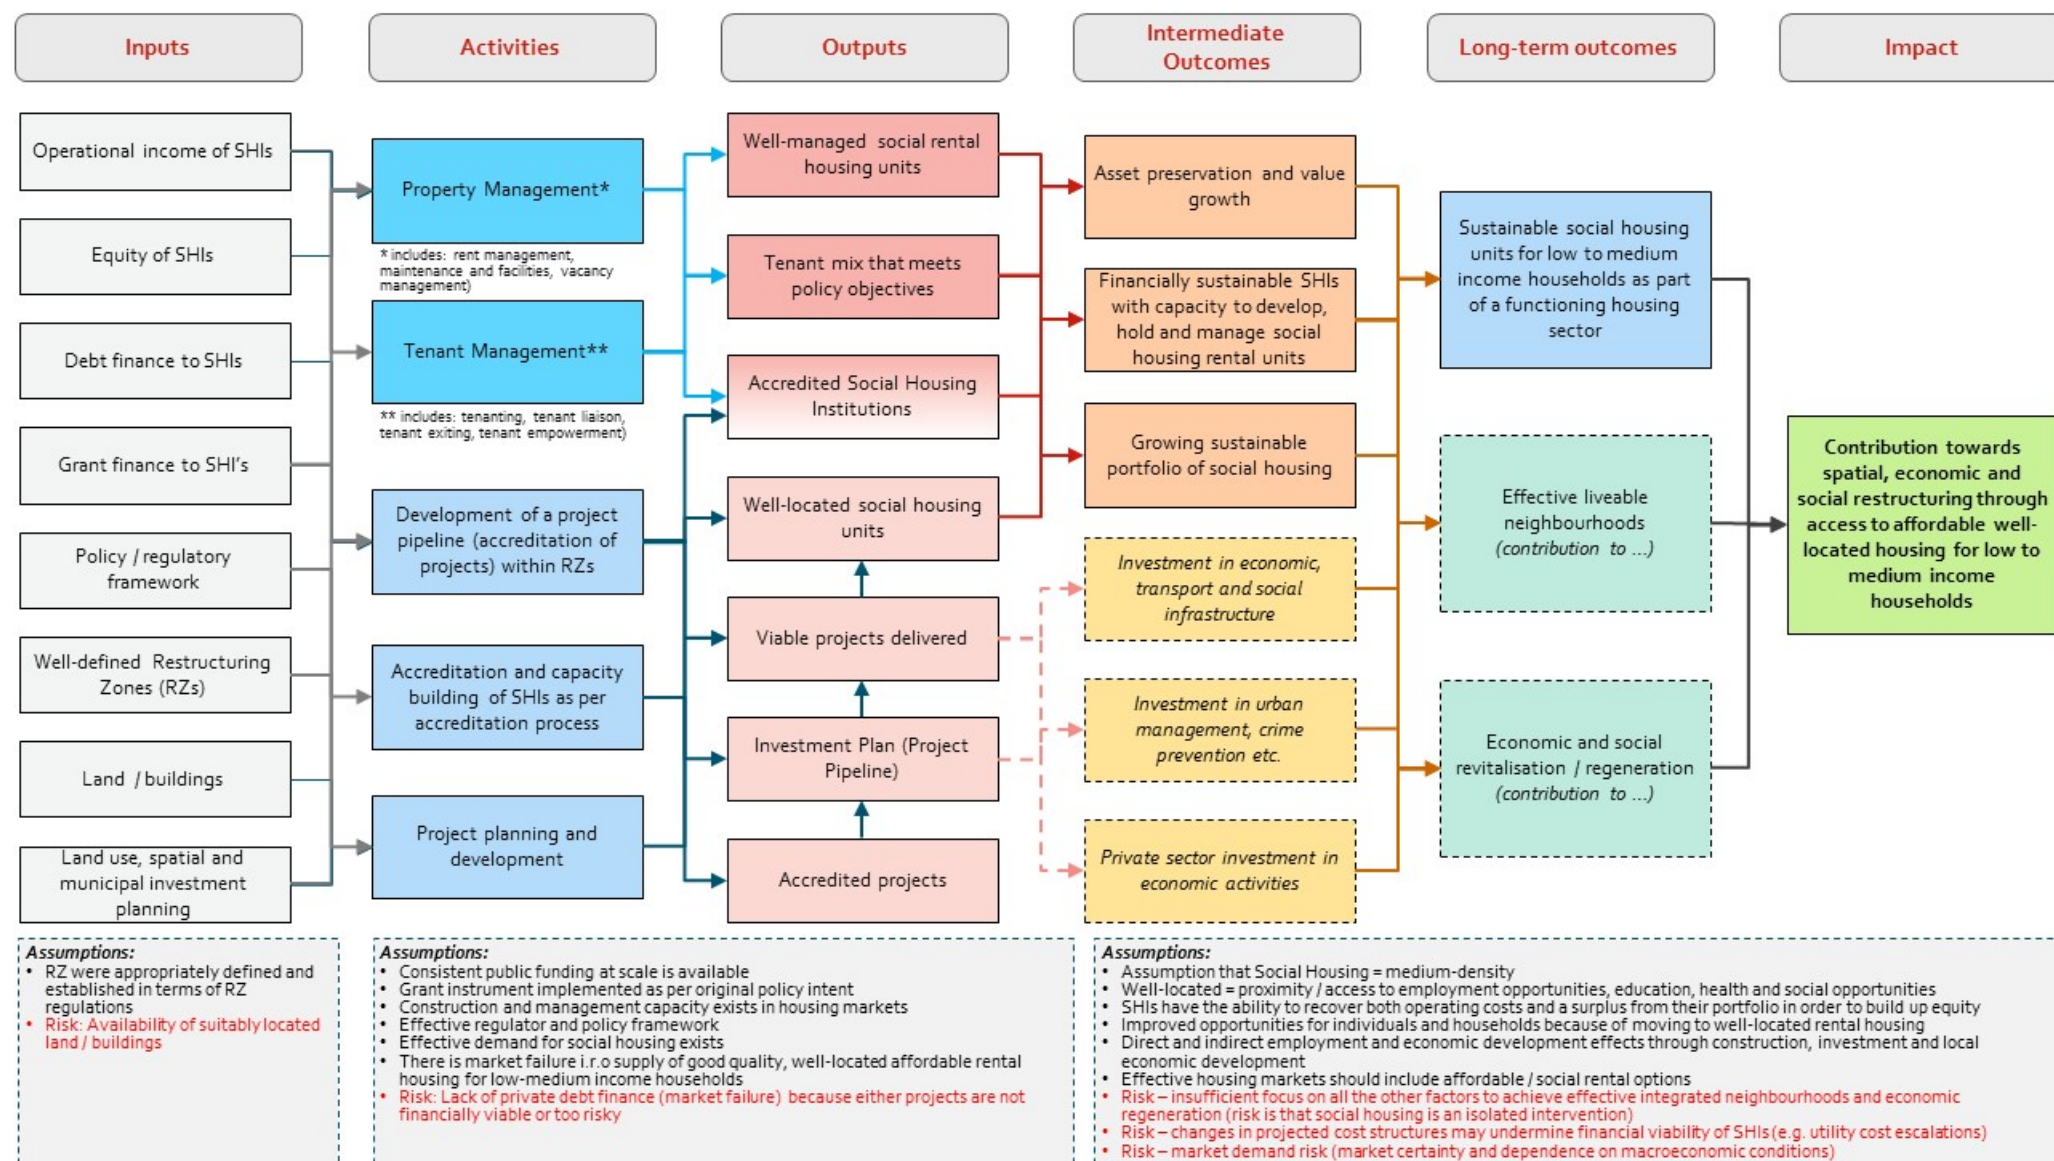 Inputs
Activities
Outputs
Intermediate
Outcomes
Long-term outcomes
Impact
Operational income of SHIs
Equity of SHIs
Debt finance to SHIs
Grant finance to SHI's
Policy / regulatory
framework
Well-defined Restructuring
Zones (RZs)
Land / buildings
Land use, spatial and
municipal investment
planning
Property Management*
* includes: rent management,
maintenance and facilities, vacancy
management)
Tenant Management**
** includes: tenanting, tenant liaison,
tenant exiting, tenant empowerment)
Development of a project
pipeline (accreditation of
projects) within RZs
Accreditation and capacity
building of SHIs as per
accreditation process
Project planning and
development
Well-managed social rental
housing units
Tenant mix that meets
policy objectives
Accredited Social Housing
Institutions
Well-located social housing
units
Viable projects delivered
Investment Plan (Project
Pipeline)
Accredited projects
Asset preservation and value
growth
Financially sustainable SHIs
with capacity to develop,
hold and manage social
housing rental units
Growing sustainable
portfolio of social housing
Investment in economic,
transport and social
infrastructure
Investment in urban
management, crime
prevention etc.
Private sector investment in
economic activities
Sustainable social housing
units for low to medium
income households as part
of a functioning housing
sector
Effective liveable
neighbourhoods
(contribution to ...)
Economic and social
revitalisation / regeneration
(contribution to ...)
Contribution towards
spatial, economic and
social restructuring through
access to affordable well-
located housing for low to
medium income
households
Assumptions:
• RZ were appropriately defined and
established in terms of RZ
regulations
• Risk: Availability of suitably located
land / buildings
Assumptions:
• Consistent public funding at scale is available
• Grant instrument implemented as per original policy intent
• Construction and management capacity exists in housing markets
• Effective regulator and policy framework
• Effective demand for social housing exists
• There is market failure i.r.o supply of good quality, well-located affordable rental
housing for low-medium income households
• Risk: Lack of private debt finance (market failure) because either projects are not
financially viable or too risky
Assumptions:
• Assumption that Social Housing = medium-density
• Well-located = proximity / access to employment opportunities, education, health and social opportunities
• SHIs have the ability to recover both operating costs and a surplus from their portfolio in order to build up equity
• Improved opportunities for individuals and households because of moving to well-located rental housing
• Direct and indirect employment and economic development effects through construction, investment and local
economic development
• Effective housing markets should include affordable / social rental options
• Risk – insufficient focus on all the other factors to achieve effective integrated neighbourhoods and economic
regeneration (risk is that social housing is an isolated intervention)
• Risk – changes in projected cost structures may undermine financial viability of SHIs (e.g. utility cost escalations)
• Risk – market demand risk (market certainty and dependence on macroeconomic conditions)